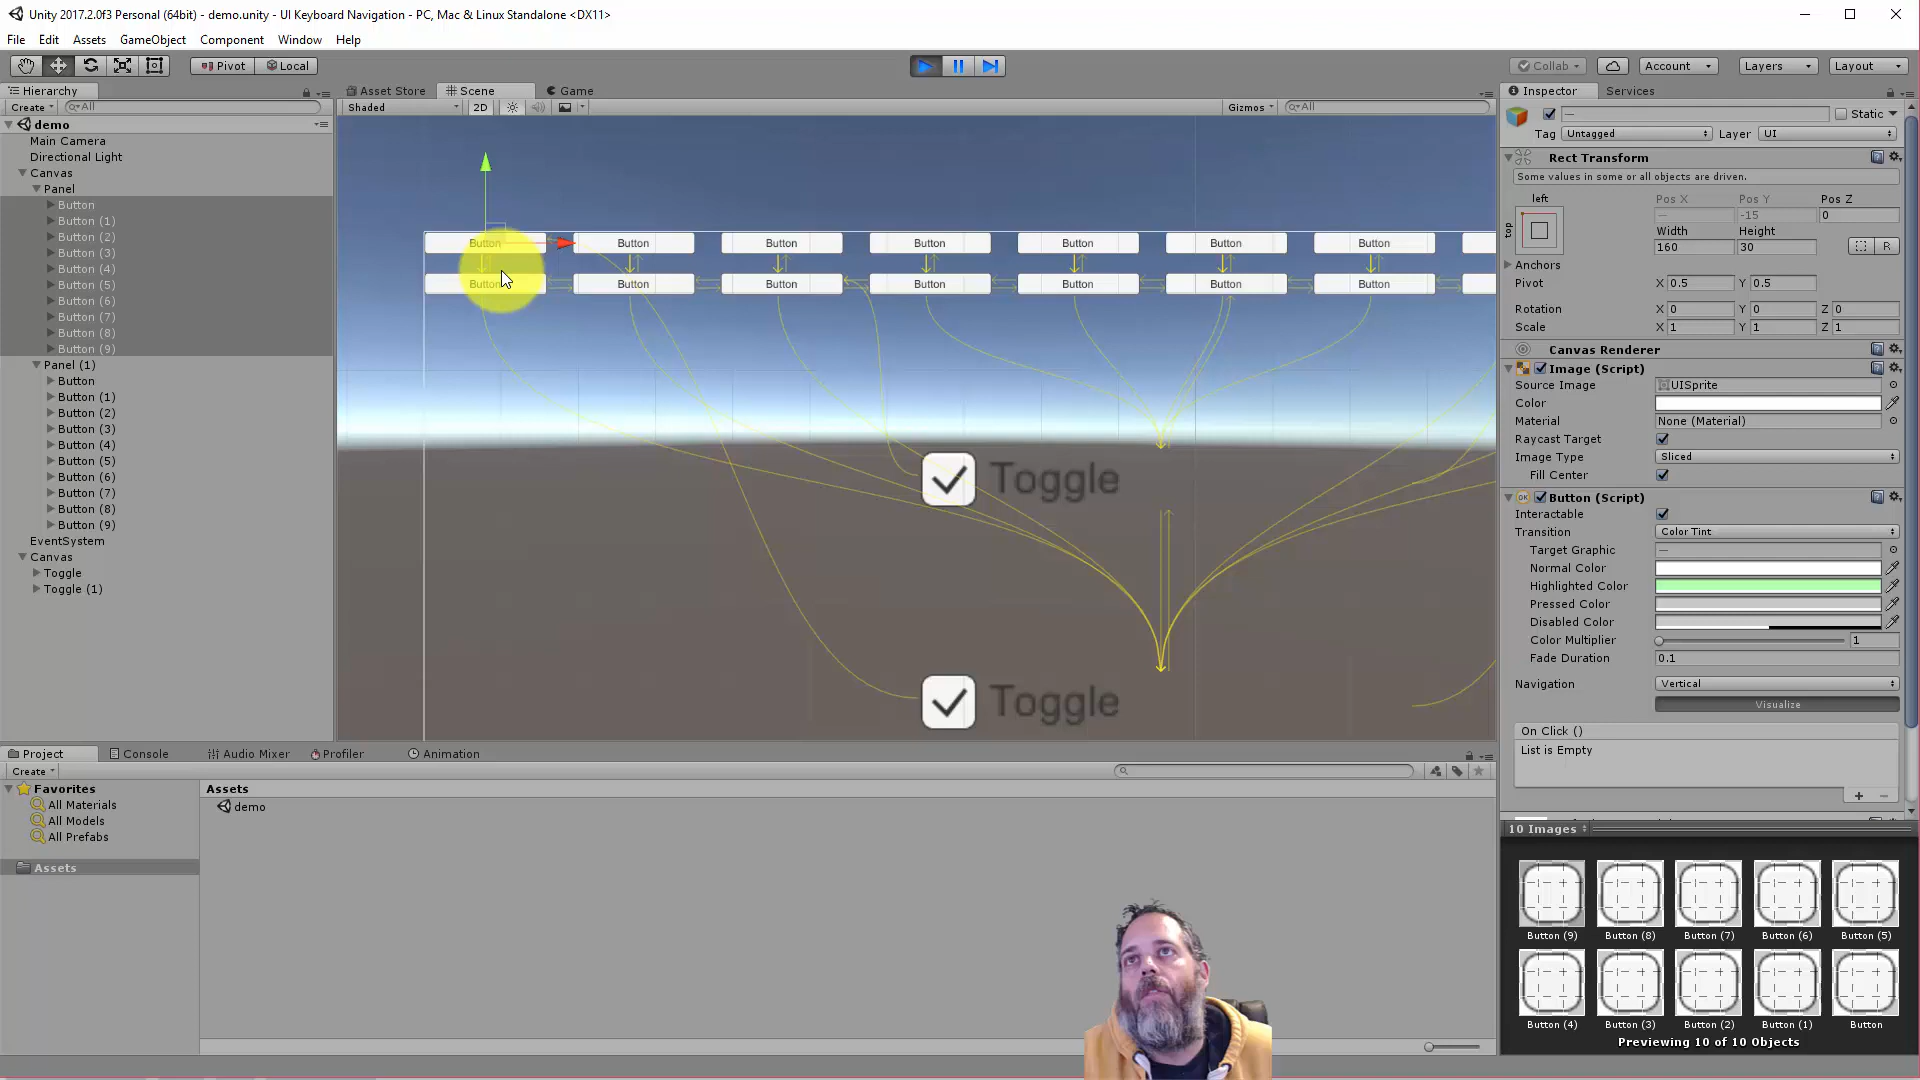 Unity 2017.2.0f3 Personal (64bit) - demo.unity - UI Keyboard Navigation - PC, Mac & Linux Standalone <DX11>
File Edit Assets GameObject Component Window Help
Pivot Local Collab Account Layers Layout
Hierarchy
Create All
demo
Main Camera
Directional Light
Canvas
Panel
Button
Button (1)
Button (2)
Button (3)
Button (4)
Button (5)
Button (6)
Button (7)
Button (8)
Button (9)
Panel (1)
Button
Button (1)
Button (2)
Button (3)
Button (4)
Button (5)
Button (6)
Button (7)
Button (8)
Button (9)
EventSystem
Canvas
Toggle
Toggle (1)
Asset Store Scene Game
Shaded 2D Gizmos All
Button Button Button Button Button Button Button
Button Button Button Button Button Button Button
Toggle
Toggle
Inspector Services
— Static
Tag Untagged Layer UI
Rect Transform
Some values in some or all objects are driven.
left Pos X Pos Y Pos Z
top — -15 0
Width Height
160 30 R
Anchors
Pivot X 0.5 Y 0.5
Rotation X 0 Y 0 Z 0
Scale X 1 Y 1 Z 1
Canvas Renderer
Image (Script)
Source Image UISprite
Color
Material None (Material)
Raycast Target
Image Type Sliced
Fill Center
OK Button (Script)
Interactable
Transition Color Tint
Target Graphic —
Normal Color
Highlighted Color
Pressed Color
Disabled Color
Color Multiplier 1
Fade Duration 0.1
Navigation Vertical
Visualize
On Click ()
List is Empty
10 Images
Button (9) Button (8) Button (7) Button (6) Button (5)
Button (4) Button (3) Button (2) Button (1) Button
Previewing 10 of 10 Objects
Project Console Audio Mixer Profiler Animation
Create
Favorites
All Materials
All Models
All Prefabs
Assets
Assets
demo